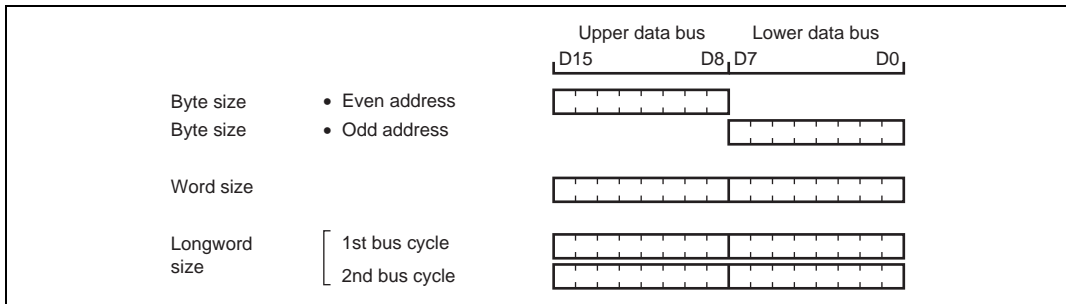 Upper data bus Lower data bus
D15 D8 D7 D0
Byte size • Even address
Byte size • Odd address
Word size
Longword size 1st bus cycle
2nd bus cycle